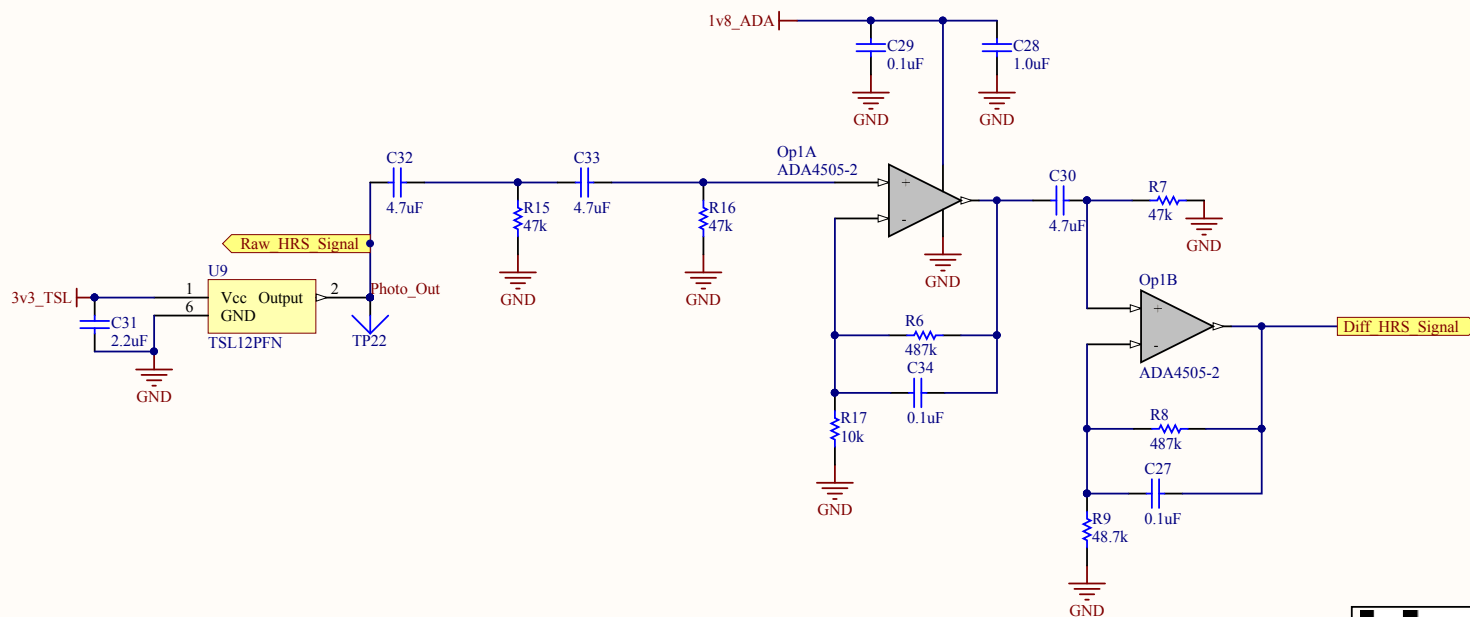 1v8_ADA
C29
0.1uF
GND
C28
1.0uF
GND
C32
4.7uF
R15
47k
GND
C33
4.7uF
R16
47k
GND
Op1A
ADA4505-2
+
-
GND
C30
4.7uF
R7
47k
GND
Raw_HRS_Signal
U9
3v3_TSL
1
6
Vcc Output
GND
2
TSL12PFN
Photo_Out
TP22
C31
2.2uF
GND
R6
487k
C34
0.1uF
R17
10k
GND
Op1B
+
-
ADA4505-2
Diff_HRS_Signal
R8
487k
C27
0.1uF
R9
48.7k
GND